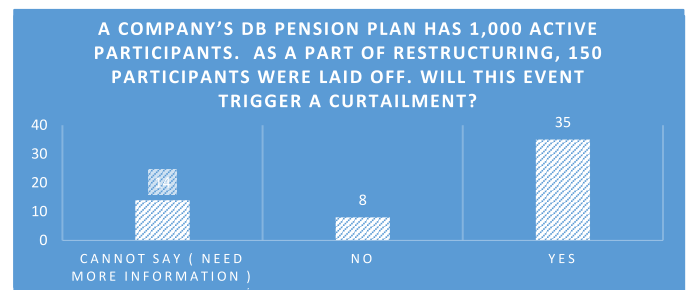 A COMPANY’S DB PENSION PLAN HAS 1,000 ACTIVE
PARTICIPANTS. AS A PART OF RESTRUCTURING, 150
PARTICIPANTS WERE LAID OFF. WILL THIS EVENT
TRIGGER A CURTAILMENT?
40
30
20
10
0
14
8
35
CANNOT SAY ( NEED
MORE INFORMATION )
NO
YES